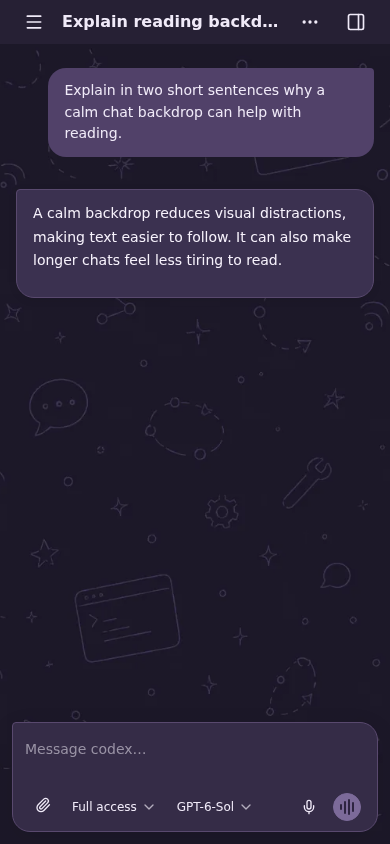 Explain reading backd...
Explain in two short sentences why a
calm chat backdrop can help with
reading.
A calm backdrop reduces visual distractions,
making text easier to follow. It can also make
longer chats feel less tiring to read.
Message codex...
Full access
GPT-6-Sol